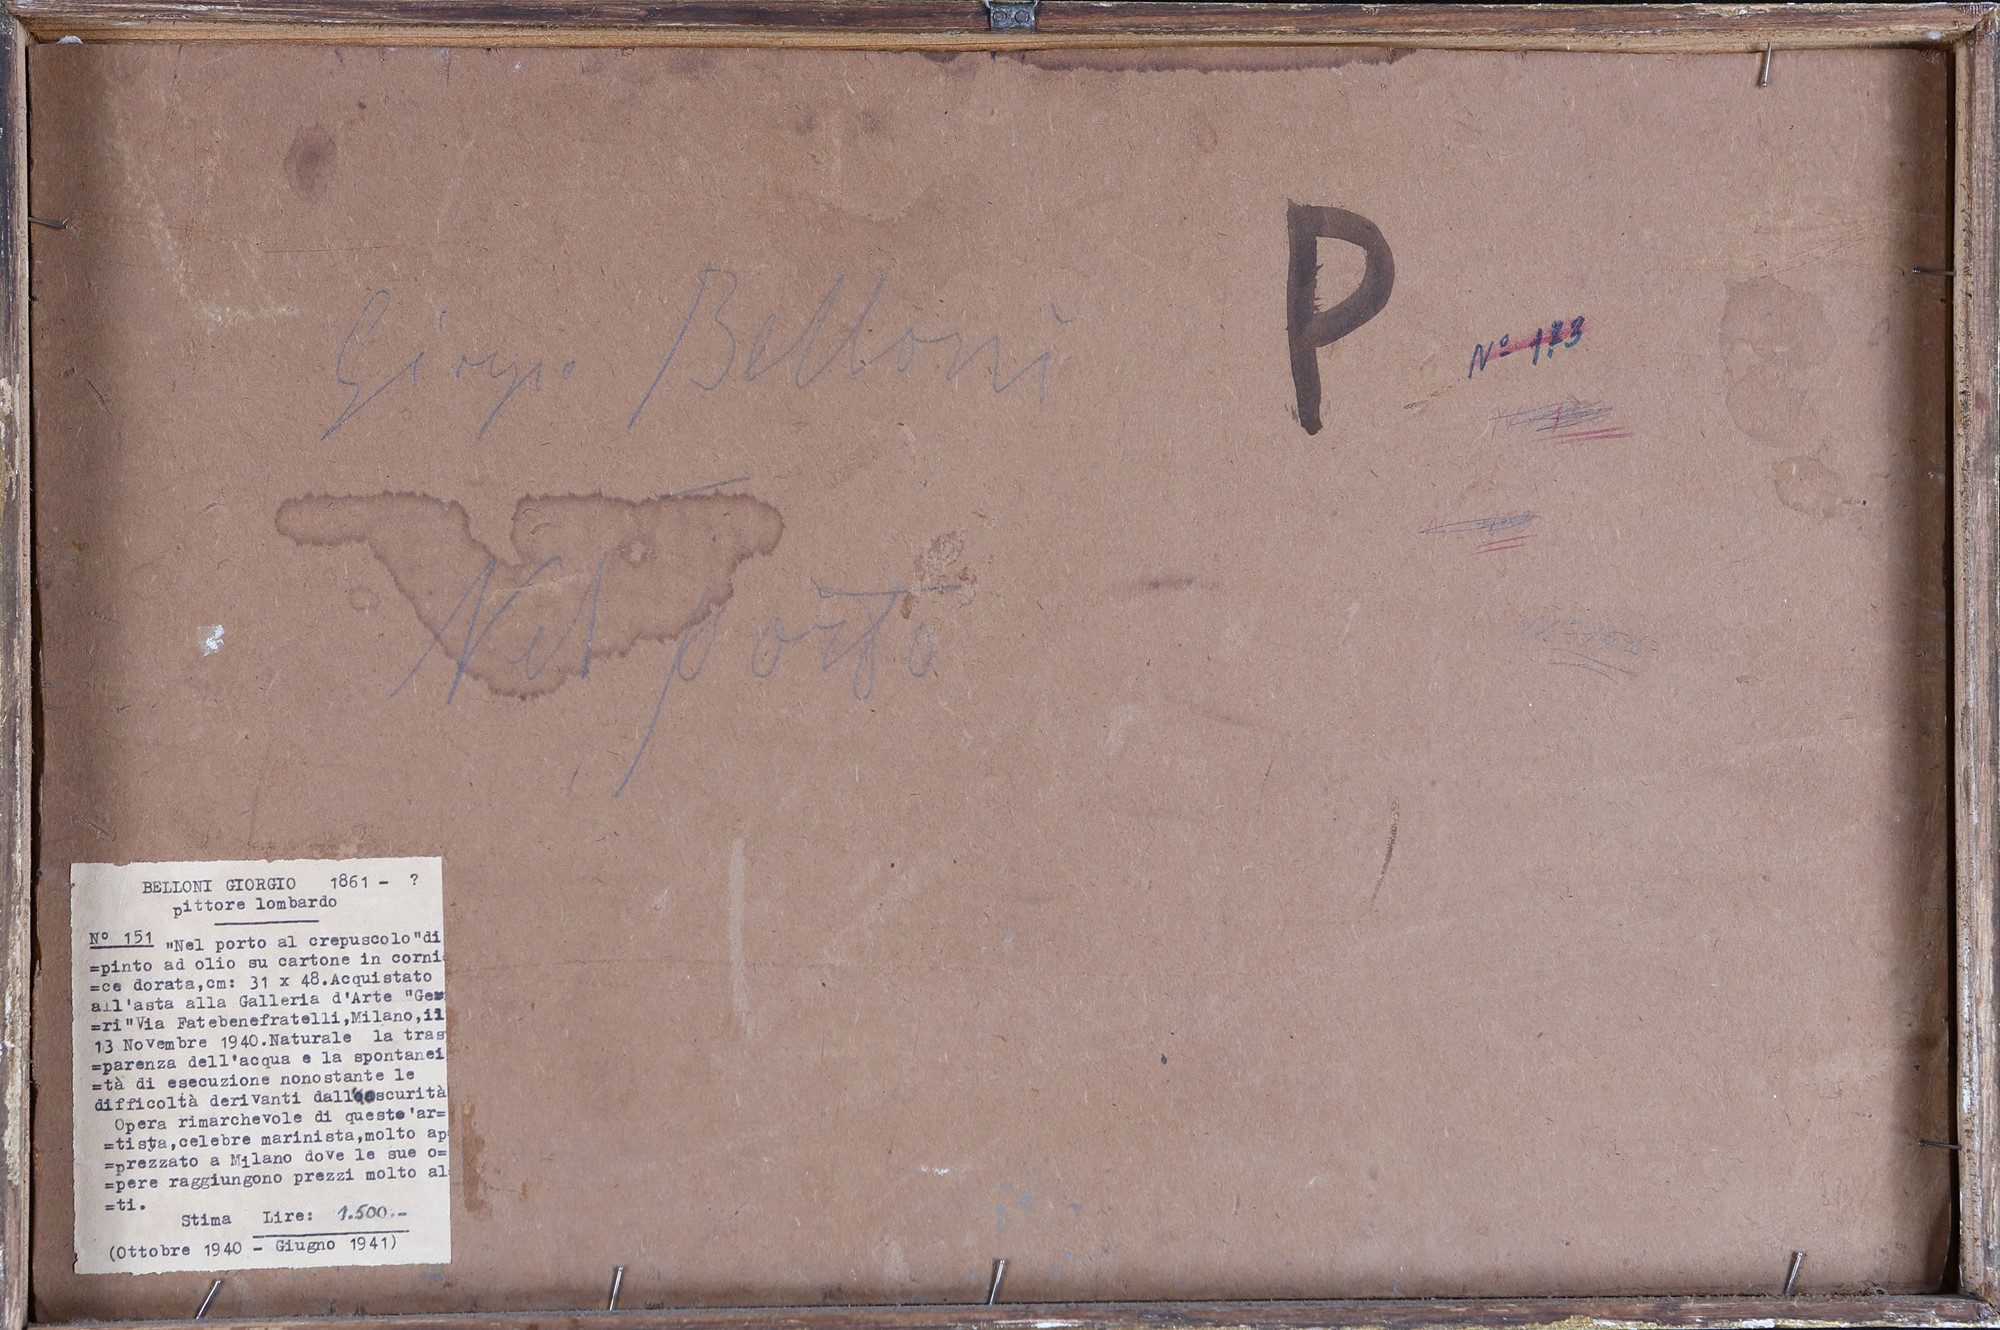 Giorgio Belloni
P
Nº 173
Nel porto
BELLONI GIORGIO 1861 - ?
pittore lombardo
Nº 151 "Nel porto al crepuscolo"di
=pinto ad olio su cartone in corni
=ce dorata,cm: 31 x 48.Acquistato
all'asta alla Galleria d'Arte "Ge
=ri"Via Fatebenefratelli,Milano,il
13 Novembre 1940.Naturale la tras
=parenza dell'acqua e la spontanei
=tà di esecuzione nonostante le
difficoltà derivanti dall'oscurità
Opera rimarchevole di queste'ar=
=tista,celebre marinista,molto ap
=prezzato a Milano dove le sue o=
=pere raggiungono prezzi molto al
=ti.
Stima Lire: 1.500.-
(Ottobre 1940 - Giugno 1941)